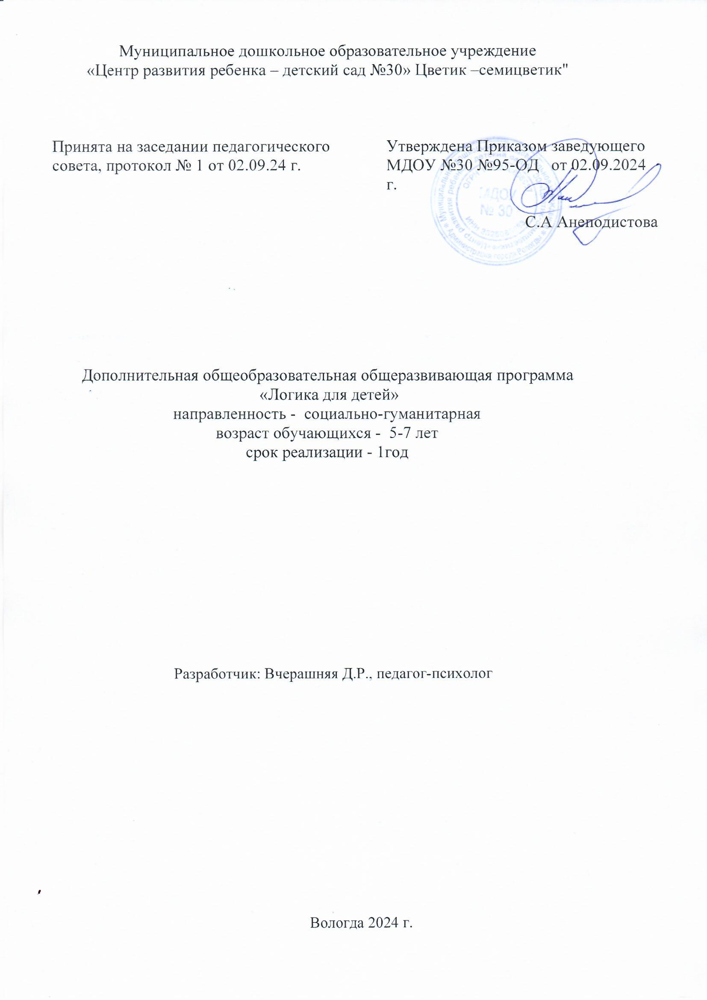 Муниципальное дошкольное образовательное учреждение
«Центр развития ребенка – детский сад №30» Цветик –семицветик"
Принята на заседании педагогического
совета, протокол № 1 от 02.09.24 г.
Утверждена Приказом заведующего
МДОУ №30 №95-ОД от 02.09.2024
г.
С.А Анеподистова
МДОУ
№ 30
Администрация города Вологды
Дополнительная общеобразовательная общеразвивающая программа
«Логика для детей»
направленность - социально-гуманитарная
возраст обучающихся - 5-7 лет
срок реализации - 1год
Разработчик: Вчерашняя Д.Р., педагог-психолог
Вологда 2024 г.